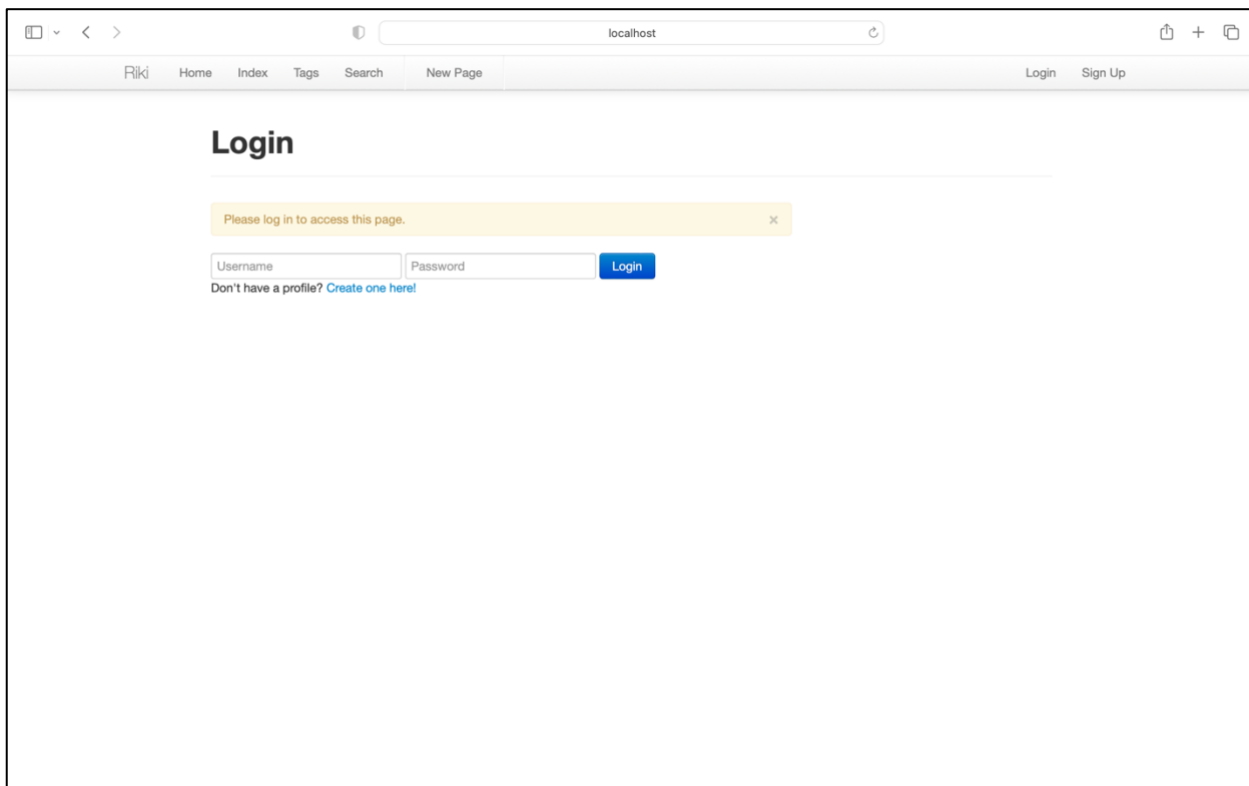 localhost
Riki Home Index Tags Search New Page Login Sign Up
Login
Please log in to access this page. ×
Username Password Login
Don't have a profile? Create one here!